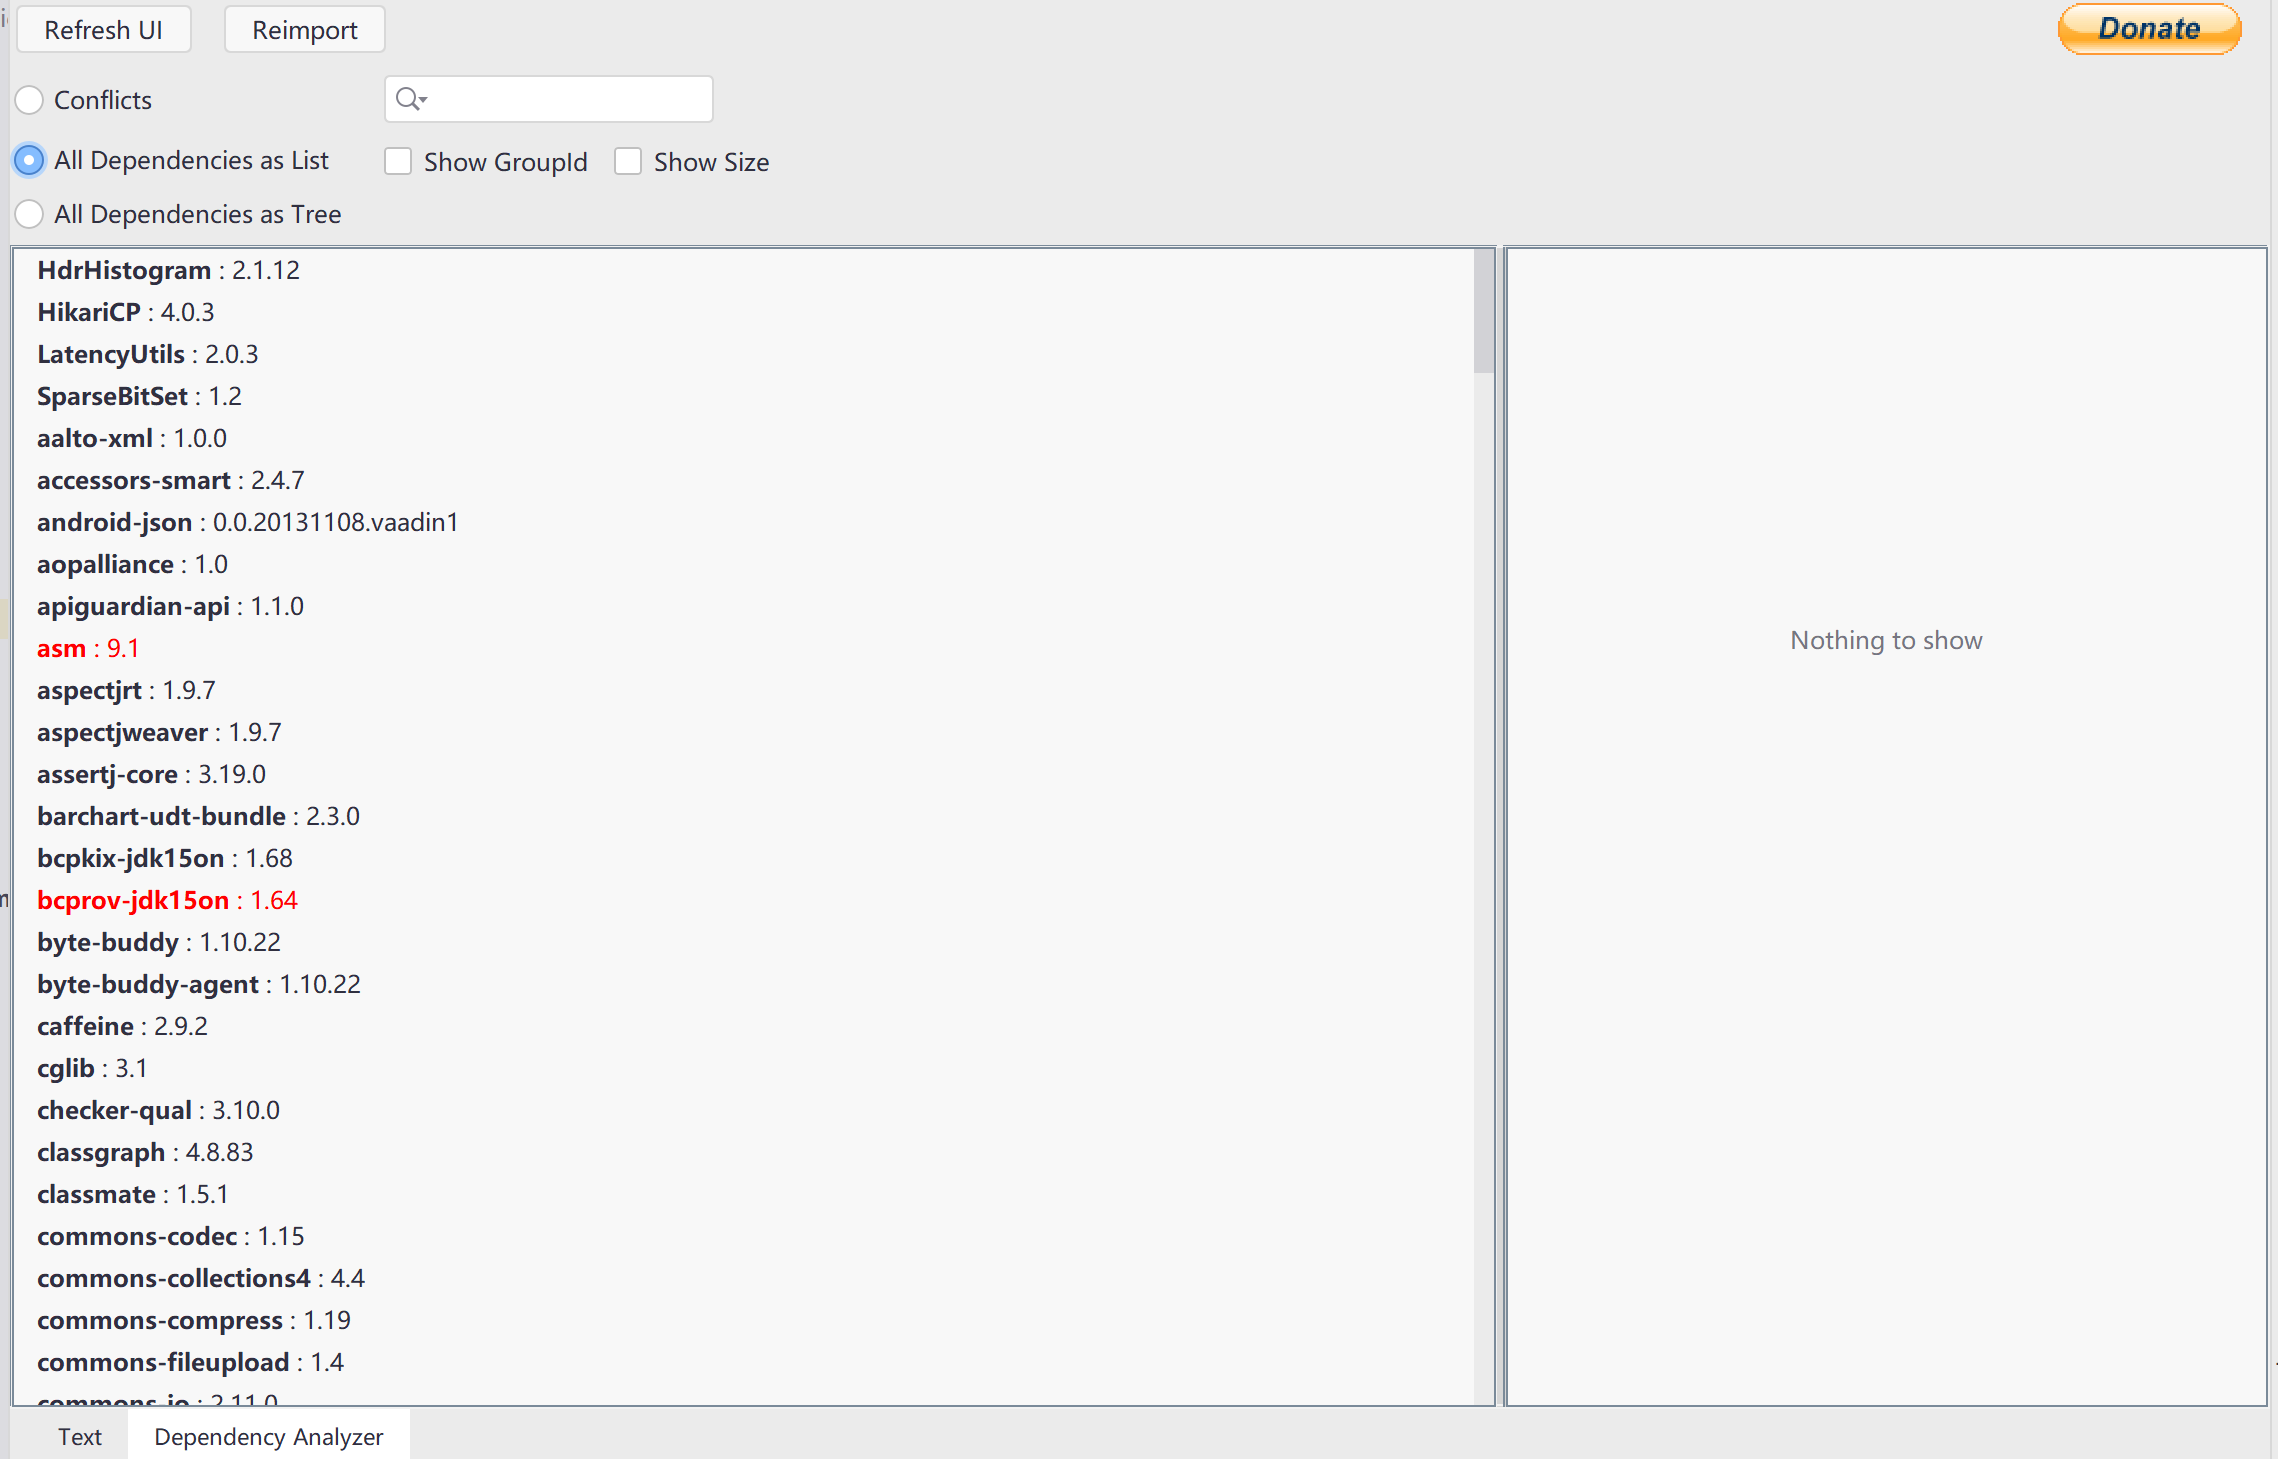 Refresh UI
Reimport
Donate
Conflicts
All Dependencies as List
Show GroupId
Show Size
All Dependencies as Tree
HdrHistogram : 2.1.12
HikariCP : 4.0.3
LatencyUtils : 2.0.3
SparseBitSet : 1.2
aalto-xml : 1.0.0
accessors-smart : 2.4.7
android-json : 0.0.20131108.vaadin1
aopalliance : 1.0
apiguardian-api : 1.1.0
asm : 9.1
aspectjrt : 1.9.7
aspectjweaver : 1.9.7
assertj-core : 3.19.0
barchart-udt-bundle : 2.3.0
bcpkix-jdk15on : 1.68
bcprov-jdk15on : 1.64
byte-buddy : 1.10.22
byte-buddy-agent : 1.10.22
caffeine : 2.9.2
cglib : 3.1
checker-qual : 3.10.0
classgraph : 4.8.83
classmate : 1.5.1
commons-codec : 1.15
commons-collections4 : 4.4
commons-compress : 1.19
commons-fileupload : 1.4
commons-io : 2.11.0
Nothing to show
Text
Dependency Analyzer